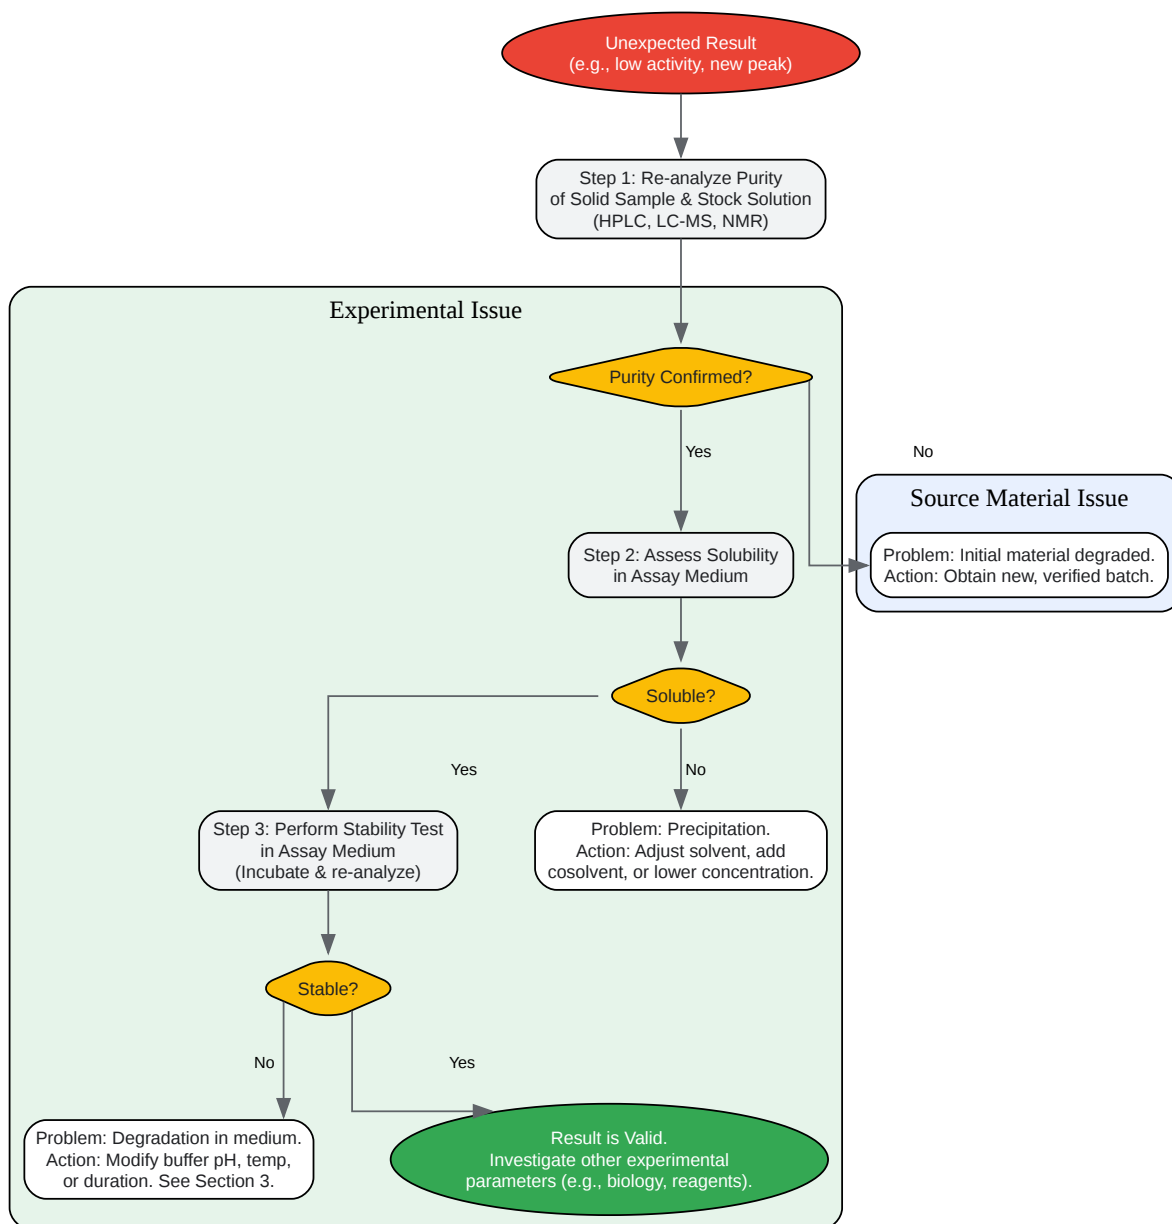 Unexpected Result
(e.g., low activity, new peak)
Step 1: Re-analyze Purity
of Solid Sample & Stock Solution
(HPLC, LC-MS, NMR)
Experimental Issue
Purity Confirmed?
Yes
No
Source Material Issue
Problem: Initial material degraded.
Action: Obtain new, verified batch.
Step 2: Assess Solubility
in Assay Medium
Soluble?
Yes
No
Step 3: Perform Stability Test
in Assay Medium
(Incubate & re-analyze)
Problem: Precipitation.
Action: Adjust solvent, add
cosolvent, or lower concentration.
Stable?
No
Yes
Problem: Degradation in medium.
Action: Modify buffer pH, temp,
or duration. See Section 3.
Result is Valid.
Investigate other experimental
parameters (e.g., biology, reagents).